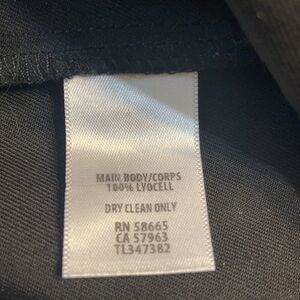 MAIN BODY/CORPS
100% LYOCELL
DRY CLEAN ONLY
RN 58665
CA 57963
TL347382